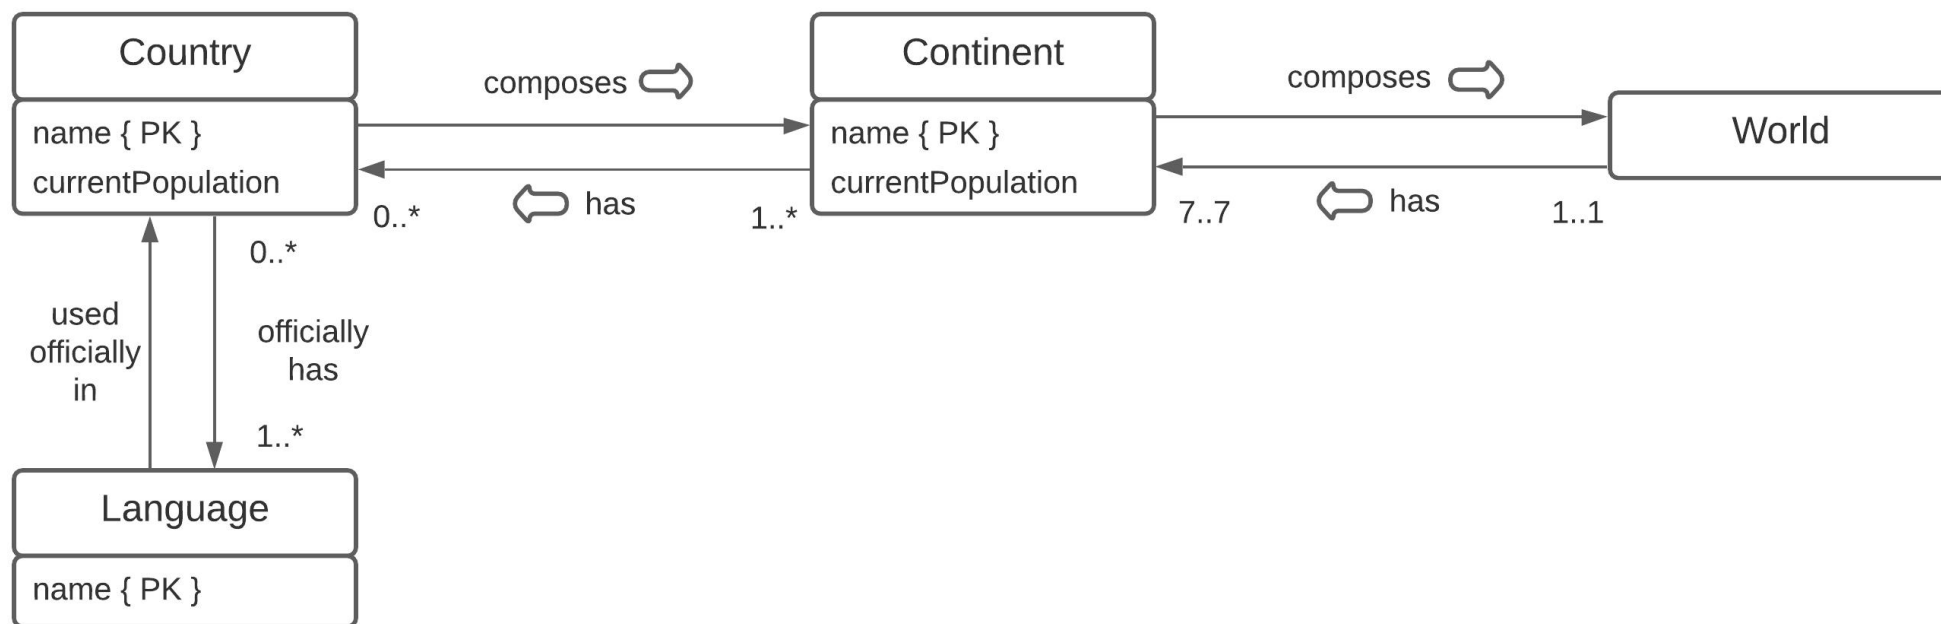 Country
name { PK }
currentPopulation
composes
has
0..*
1..*
Continent
name { PK }
currentPopulation
composes
has
7..7
1..1
World
0..*
used
officially
in
officially
has
1..*
Language
name { PK }